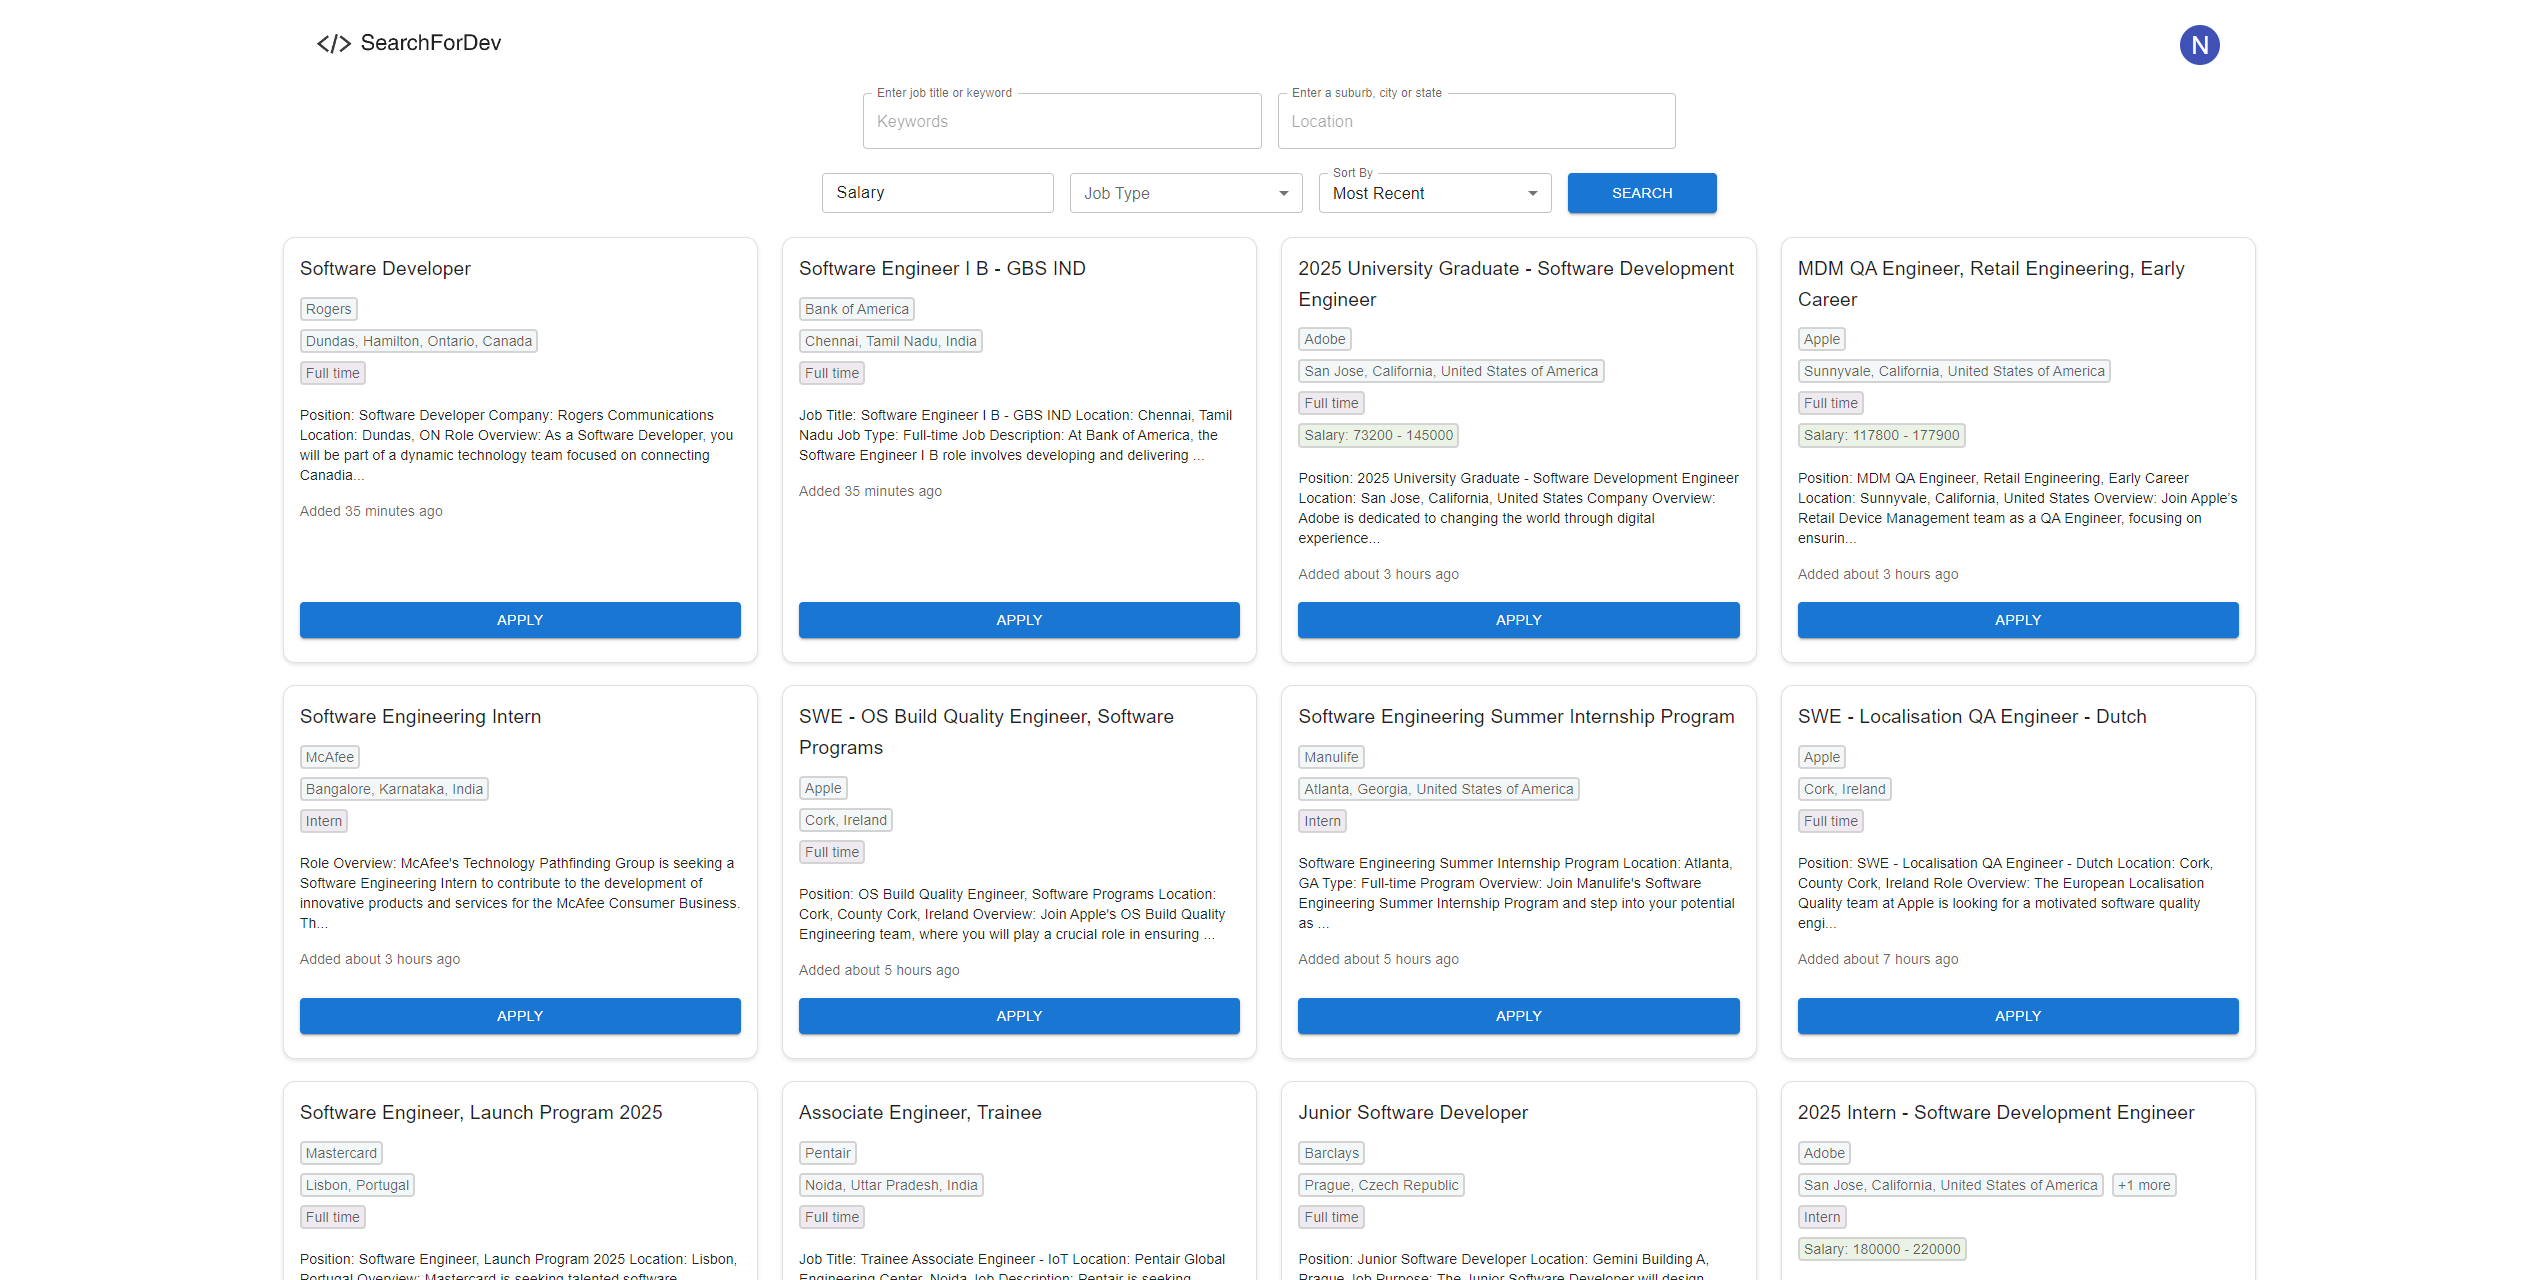 </> SearchForDev
N
Enter job title or keyword
Keywords
Enter a suburb, city or state
Location
Salary
Job Type
Sort By
Most Recent
SEARCH
Software Developer
Rogers
Dundas, Hamilton, Ontario, Canada
Full time
Position: Software Developer Company: Rogers Communications
Location: Dundas, ON Role Overview: As a Software Developer, you
will be part of a dynamic technology team focused on connecting
Canadia...
Added 35 minutes ago
APPLY
Software Engineer I B - GBS IND
Bank of America
Chennai, Tamil Nadu, India
Full time
Job Title: Software Engineer I B - GBS IND Location: Chennai, Tamil
Nadu Job Type: Full-time Job Description: At Bank of America, the
Software Engineer I B role involves developing and delivering ...
Added 35 minutes ago
APPLY
2025 University Graduate - Software Development
Engineer
Adobe
San Jose, California, United States of America
Full time
Salary: 73200 - 145000
Position: 2025 University Graduate - Software Development Engineer
Location: San Jose, California, United States Company Overview:
Adobe is dedicated to changing the world through digital
experience...
Added about 3 hours ago
APPLY
MDM QA Engineer, Retail Engineering, Early
Career
Apple
Sunnyvale, California, United States of America
Full time
Salary: 117800 - 177900
Position: MDM QA Engineer, Retail Engineering, Early Career
Location: Sunnyvale, California, United States Overview: Join Apple’s
Retail Device Management team as a QA Engineer, focusing on
ensurin...
Added about 3 hours ago
APPLY
Software Engineering Intern
McAfee
Bangalore, Karnataka, India
Intern
Role Overview: McAfee's Technology Pathfinding Group is seeking a
Software Engineering Intern to contribute to the development of
innovative products and services for the McAfee Consumer Business.
Th...
Added about 3 hours ago
APPLY
SWE - OS Build Quality Engineer, Software
Programs
Apple
Cork, Ireland
Full time
Position: OS Build Quality Engineer, Software Programs Location:
Cork, County Cork, Ireland Overview: Join Apple's OS Build Quality
Engineering team, where you will play a crucial role in ensuring ...
Added about 5 hours ago
APPLY
Software Engineering Summer Internship Program
Manulife
Atlanta, Georgia, United States of America
Intern
Software Engineering Summer Internship Program Location: Atlanta,
GA Type: Full-time Program Overview: Join Manulife's Software
Engineering Summer Internship Program and step into your potential
as ...
Added about 5 hours ago
APPLY
SWE - Localisation QA Engineer - Dutch
Apple
Cork, Ireland
Full time
Position: SWE - Localisation QA Engineer - Dutch Location: Cork,
County Cork, Ireland Role Overview: The European Localisation
Quality team at Apple is looking for a motivated software quality
engi...
Added about 7 hours ago
APPLY
Software Engineer, Launch Program 2025
Mastercard
Lisbon, Portugal
Full time
Position: Software Engineer, Launch Program 2025 Location: Lisbon,
Portugal Overview: Mastercard is seeking talented software
Associate Engineer, Trainee
Pentair
Noida, Uttar Pradesh, India
Full time
Job Title: Trainee Associate Engineer - IoT Location: Pentair Global
Engineering Center, Noida Job Description: Pentair is seeking
Junior Software Developer
Barclays
Prague, Czech Republic
Full time
Position: Junior Software Developer Location: Gemini Building A,
Prague Job Purpose: The Junior Software Developer will design
2025 Intern - Software Development Engineer
Adobe
San Jose, California, United States of America
+1 more
Intern
Salary: 180000 - 220000